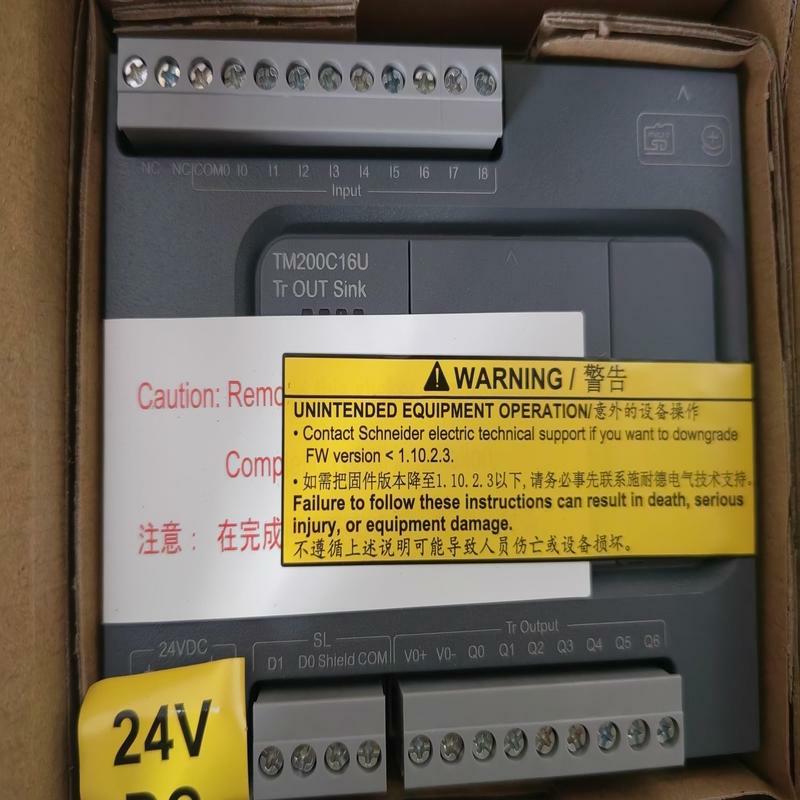 NC NC COM0 I0 I1 I2 I3 I4 I5 I6 I7 I8
Input
micro
SD
TM200C16U
Tr OUT Sink
Caution: Remo
Comp
注意： 在完成
WARNING / 警告
UNINTENDED EQUIPMENT OPERATION/意外的设备操作
• Contact Schneider electric technical support if you want to downgrade
FW version < 1.10.2.3.
• 如需把固件版本降至1.10.2.3以下,请务必事先联系施耐德电气技术支持.
Failure to follow these instructions can result in death, serious
injury, or equipment damage.
不遵循上述说明可能导致人员伤亡或设备损坏.
24VDC
SL
D1 D0 Shield COM
Tr Output
V0+ V0- Q0 Q1 Q2 Q3 Q4 Q5 Q6
24V